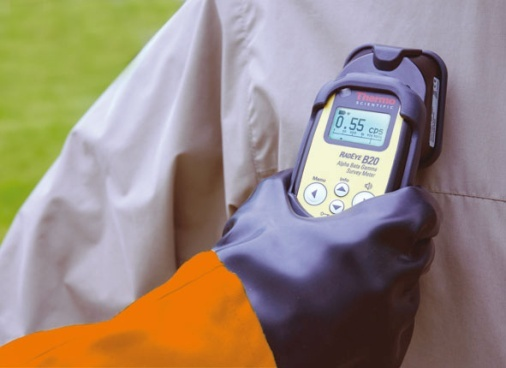 Thermo
SCIENTIFIC
0.55 cps
RADEYE B20
Alpha Beta Gamma
Survey Meter
Menu Info